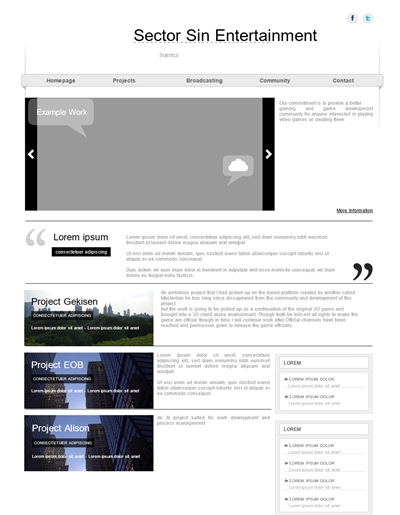 Sector Sin Entertainment
Homepage Projects Broadcasting Community Contact
Example Work
Our commitment is to provide a better
gaming and game development
community for anyone interested in playing
video games or creating them
More Information
Lorem ipsum
consectetuer adipiscing
Lorem ipsum dolor sit amet, consectetuer adipiscing elit, sed diam nonummy nibh euismod
tincidunt ut laoreet dolore magna aliquam erat volutpat.
Ut wisi enim ad minim veniam, quis nostrud exerci tation ullamcorper suscipit lobortis nisl ut
aliquip ex ea commodo consequat.
Duis autem vel eum iriure dolor in hendrerit in vulputate velit esse molestie consequat, vel illum
dolore eu feugiat nulla facilisis.
Project Gekisen
CONSECTETUER ADIPISCING
Lorem ipsum dolor sit amet - Lorem ipsum dolor sit amet
An ambitious project that I had picked up on the based platform created by another called
has long since dissapeared from the community and development of this
project
but the work is going to be picked up as a continuation of the original 2D game and
brought into a 3D stand alone environment. Though both be told not all rights to make the
game are official though in time I will continue work after Official channels have been
reached and permission given to release the game officially.
Project EOB
CONSECTETUER ADIPISCING
Lorem ipsum dolor sit amet - Lorem ipsum dolor sit amet
Lorem ipsum dolor sit amet,
consectetuer adipiscing elit, sed diam
nonummy nibh euismod tincidunt ut
laoreet dolore magna aliquam erat
volutpat.
Ut wisi enim ad minim veniam, quis
nostrud exerci tation ullamcorper
suscipit lobortis nisl ut aliquip ex ea
commodo consequat.
LOREM
LOREM IPSUM DOLOR
Lorem ipsum dolor sit amet
LOREM IPSUM DOLOR
Lorem ipsum dolor sit amet
Project Alison
CONSECTETUER ADIPISCING
Lorem ipsum dolor sit amet - Lorem ipsum dolor sit amet
An AI project suited for work development and
process management
LOREM
LOREM IPSUM DOLOR
Lorem ipsum dolor sit amet
LOREM IPSUM DOLOR
Lorem ipsum dolor sit amet
LOREM IPSUM DOLOR
Lorem ipsum dolor sit amet
LOREM IPSUM DOLOR
Lorem ipsum dolor sit amet